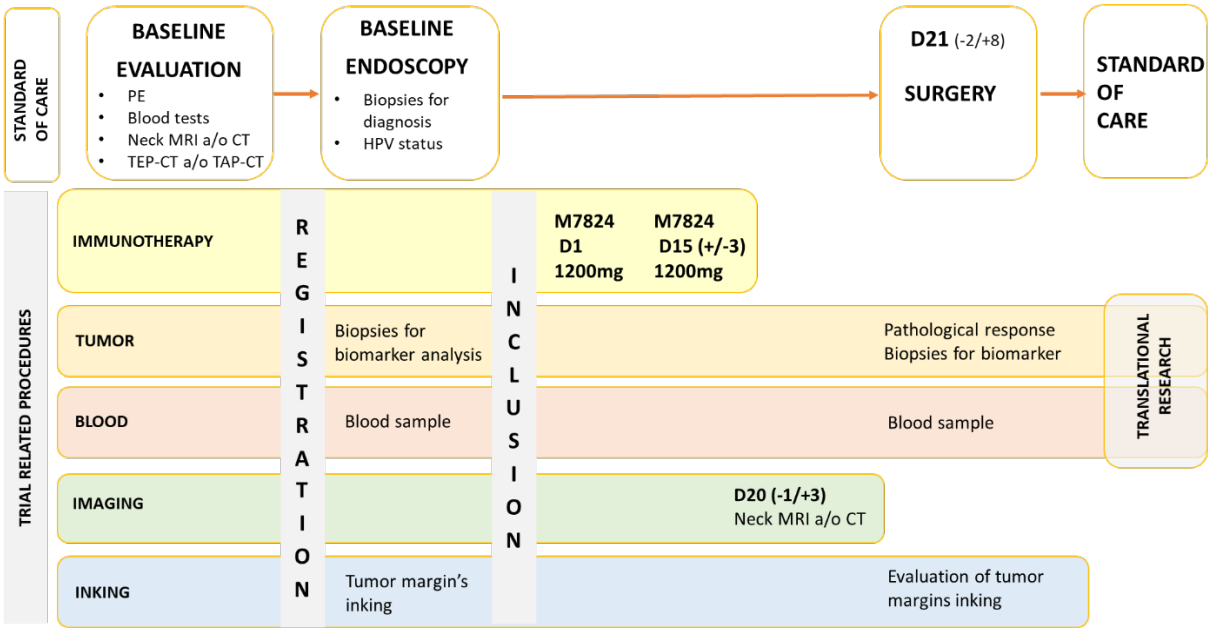 STANDARD
OF CARE
BASELINE
EVALUATION
• PE
• Blood tests
• Neck MRI a/o CT
• TEP-CT a/o TAP-CT
BASELINE
ENDOSCOPY
• Biopsies for
diagnosis
• HPV status
D21 (-2/+8)
SURGERY
STANDARD
OF
CARE
TRIAL RELATED PROCEDURES
REGISTRATION
INCLUSION
IMMUNOTHERAPY
M7824
D1
1200mg
M7824
D15 (+/-3)
1200mg
TUMOR
Biopsies for
biomarker analysis
Pathological response
Biopsies for biomarker
BLOOD
Blood sample
Blood sample
TRANSLATIONAL
RESEARCH
IMAGING
D20 (-1/+3)
Neck MRI a/o CT
INKING
Tumor margin’s
inking
Evaluation of tumor
margins inking